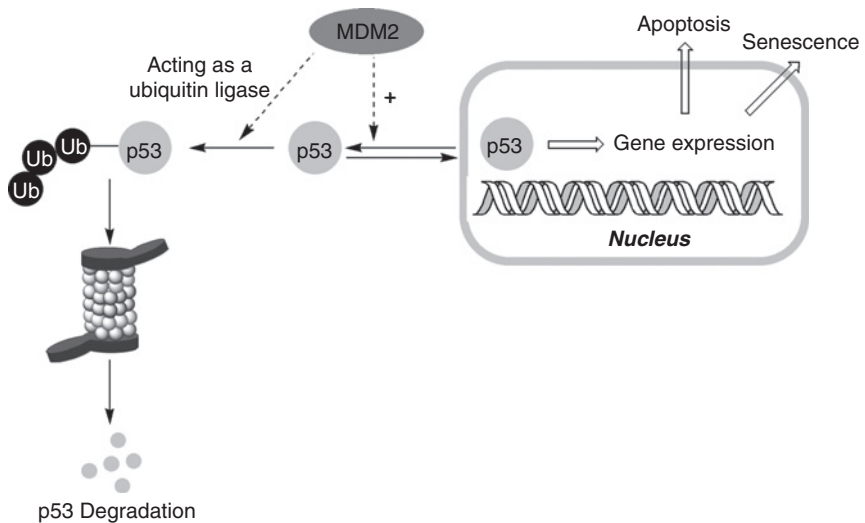 MDM2
Apoptosis
Senescence
Acting as a
ubiquitin ligase
+
Ub
Ub
Ub
p53
p53
p53
Gene expression
Nucleus
p53 Degradation